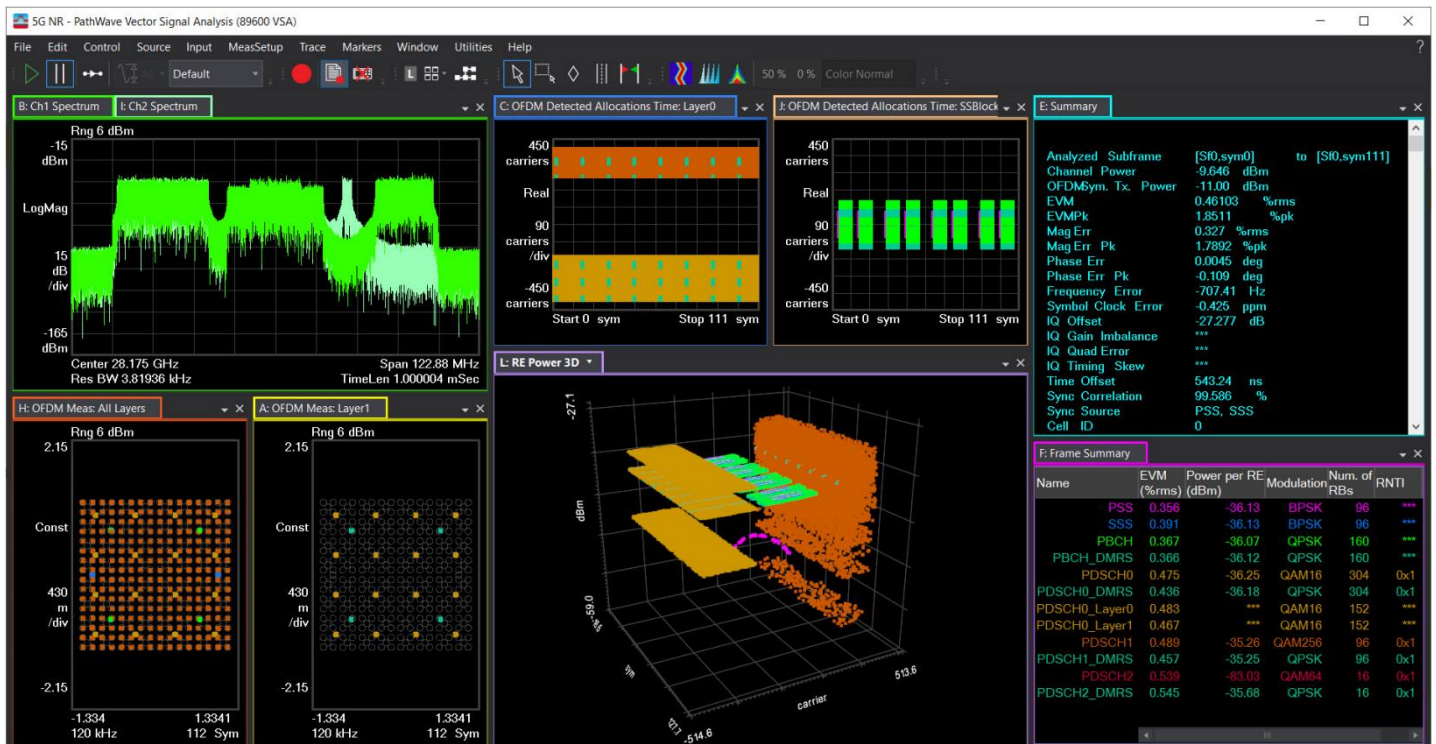 5G NR - PathWave Vector Signal Analysis (89600 VSA)
File Edit Control Source Input MeasSetup Trace Markers Window Utilities Help ?
Default L 50 % 0 % Color Normal
B: Ch1 Spectrum I: Ch2 Spectrum
Rng 6 dBm
-15
dBm
LogMag
15
dB
/div
-165
dBm
Center 28.175 GHz Span 122.88 MHz
Res BW 3.81936 kHz TimeLen 1.000004 mSec
C: OFDM Detected Allocations Time: Layer0
450
carriers
Real
90
carriers
/div
-450
carriers
Start 0 sym Stop 111 sym
J: OFDM Detected Allocations Time: SSBlock
450
carriers
Real
90
carriers
/div
-450
carriers
Start 0 sym Stop 111 sym
E: Summary
Analyzed Subframe [Sf0,sym0] to [Sf0,sym111]
Channel Power -9.646 dBm
OFDMSym. Tx. Power -11.00 dBm
EVM 0.46103 %rms
EVMPk 1.8511 %pk
Mag Err 0.327 %rms
Mag Err Pk 1.7892 %pk
Phase Err 0.0045 deg
Phase Err Pk -0.109 deg
Frequency Error -707.41 Hz
Symbol Clock Error -0.425 ppm
IQ Offset -27.277 dB
IQ Gain Imbalance ***
IQ Quad Error ***
IQ Timing Skew ***
Time Offset 543.24 ns
Sync Correlation 99.586 %
Sync Source PSS, SSS
Cell ID 0
H: OFDM Meas: All Layers
Rng 6 dBm
2.15
Const
430
m
/div
-2.15
-1.334 1.3341
120 kHz 112 Sym
A: OFDM Meas: Layer1
Rng 6 dBm
2.15
Const
430
m
/div
-2.15
-1.334 1.3341
120 kHz 112 Sym
L: RE Power 3D
-27.1
dBm
-59.0
sym
127.1
-514.6
carrier
513.6
F: Frame Summary
Name EVM (%rms) Power per RE (dBm) Modulation Num. of RBs RNTI
PSS 0.356 -36.13 BPSK 96 ***
SSS 0.391 -36.13 BPSK 96 ***
PBCH 0.367 -36.07 QPSK 160 ***
PBCH_DMRS 0.366 -36.12 QPSK 160 ***
PDSCH0 0.475 -36.25 QAM16 304 0x1
PDSCH0_DMRS 0.436 -36.18 QPSK 304 0x1
PDSCH0_Layer0 0.483 *** QAM16 152 ***
PDSCH0_Layer1 0.467 *** QAM16 152 ***
PDSCH1 0.489 -35.26 QAM256 96 0x1
PDSCH1_DMRS 0.457 -35.25 QPSK 96 0x1
PDSCH2 0.539 -83.03 QAM64 16 0x1
PDSCH2_DMRS 0.545 -35.68 QPSK 16 0x1